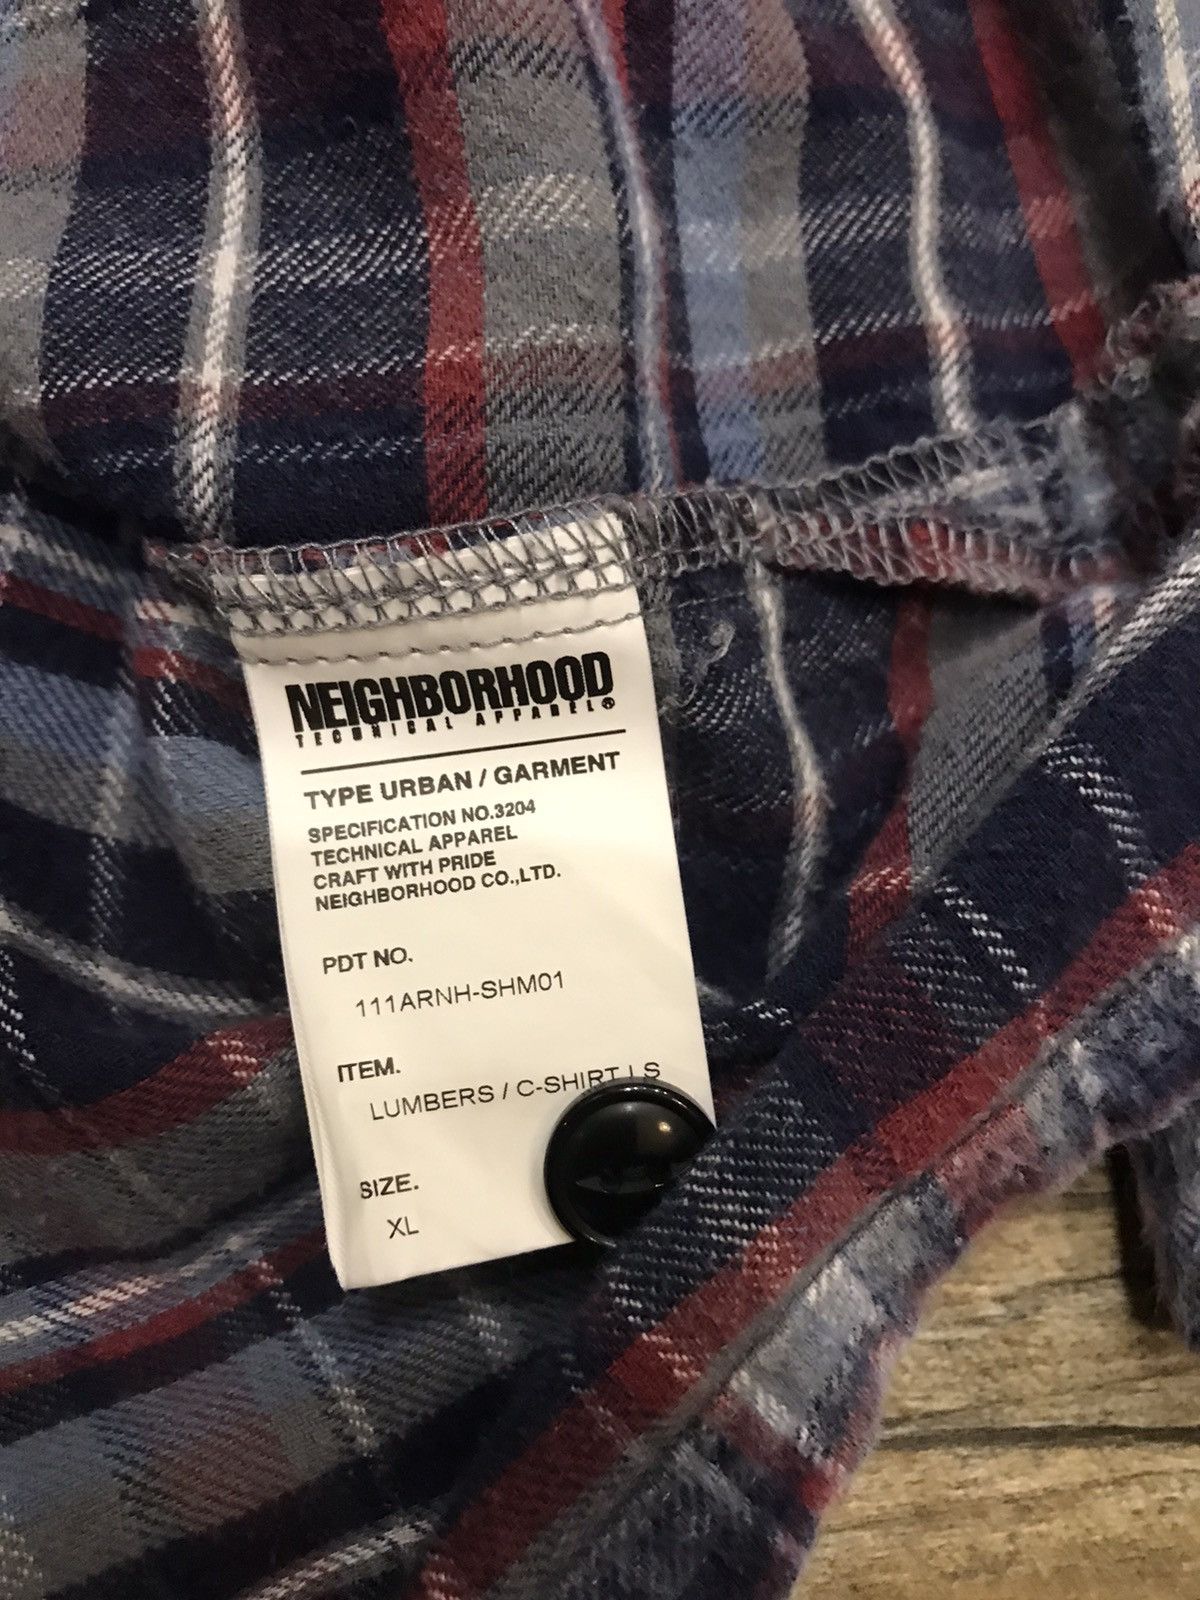 NEIGHBORHOOD
TECHNICAL APPAREL®
TYPE URBAN / GARMENT
SPECIFICATION NO.3204
TECHNICAL APPAREL
CRAFT WITH PRIDE
NEIGHBORHOOD CO.,LTD.
PDT NO.
111ARNH-SHM01
ITEM.
LUMBERS / C-SHIRT LS
SIZE.
XL